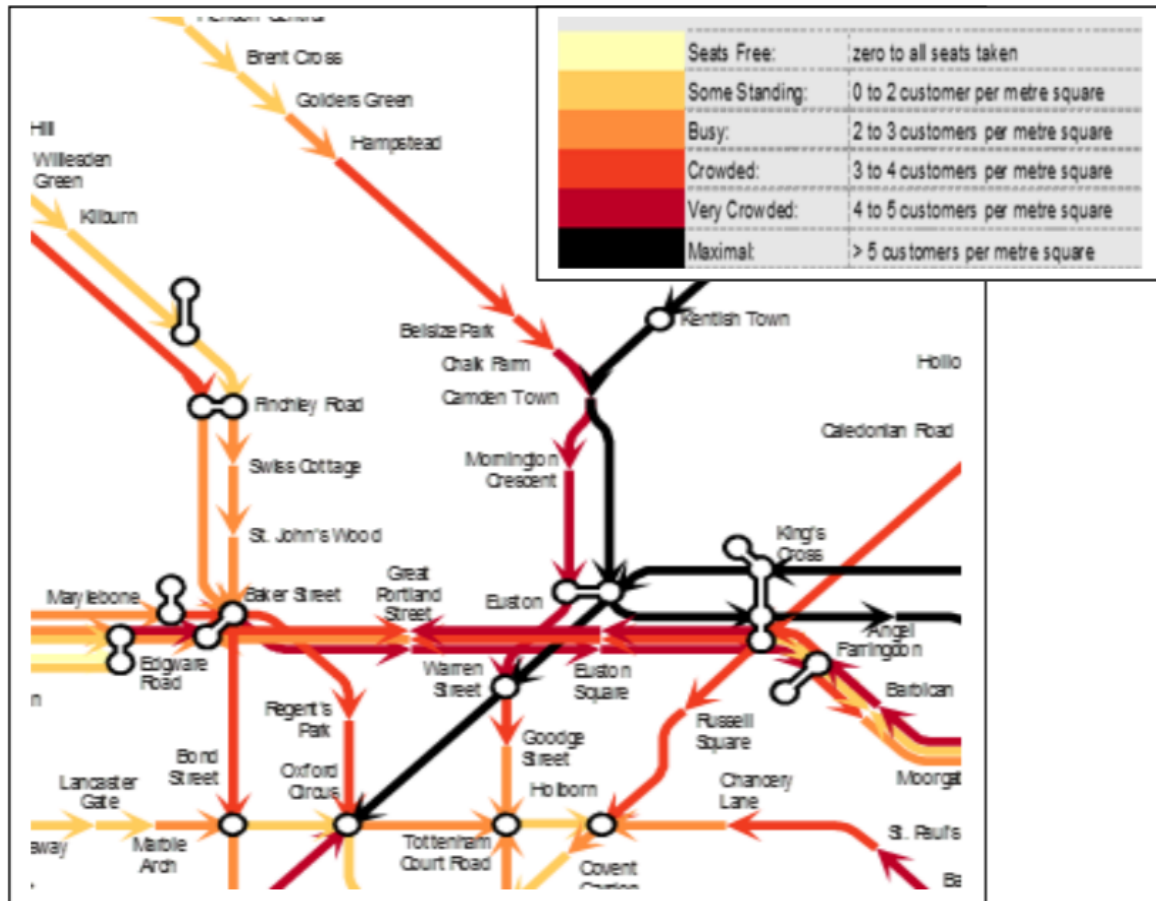 Seats Free: zero to all seats taken
Some Standing: 0 to 2 customer per metre square
Busy: 2 to 3 customers per metre square
Crowded: 3 to 4 customers per metre square
Very Crowded: 4 to 5 customers per metre square
Maximal: > 5 customers per metre square
Brent Cross
Golders Green
Hampstead
Hill
Willesden
Green
Kilburn
Belsize Park
Kentish Town
Chalk Farm
Camden Town
Hollo
Finchley Road
Caledonian Road
Swiss Cottage
Mornington
Crescent
St. John's Wood
King's
Cross
Marylebone
Baker Street
Great
Portland
Street
Euston
Angel
Farringdon
Edgware
Road
Warren
Street
Euston
Square
Barbican
n
Regent's
Park
Russell
Square
Bond
Street
Goodge
Street
Moorgat
Lancaster
Gate
Oxford
Circus
Holborn
Chancery
Lane
away
Marble
Arch
Tottenham
Court Road
St. Paul's
Covent
Ba